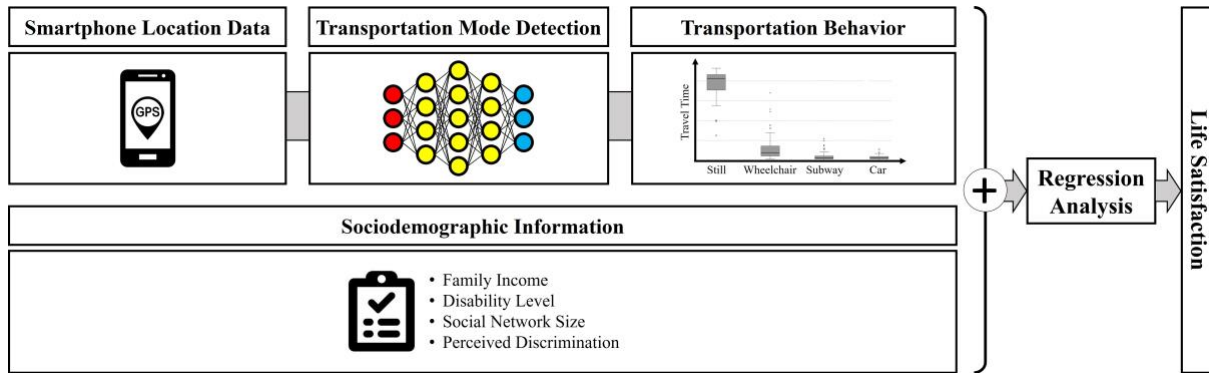 Smartphone Location Data
GPS
Transportation Mode Detection
Transportation Behavior
Travel Time
Still Wheelchair Subway Car
Sociodemographic Information
• Family Income
• Disability Level
• Social Network Size
• Perceived Discrimination
+
Regression
Analysis
Life Satisfaction